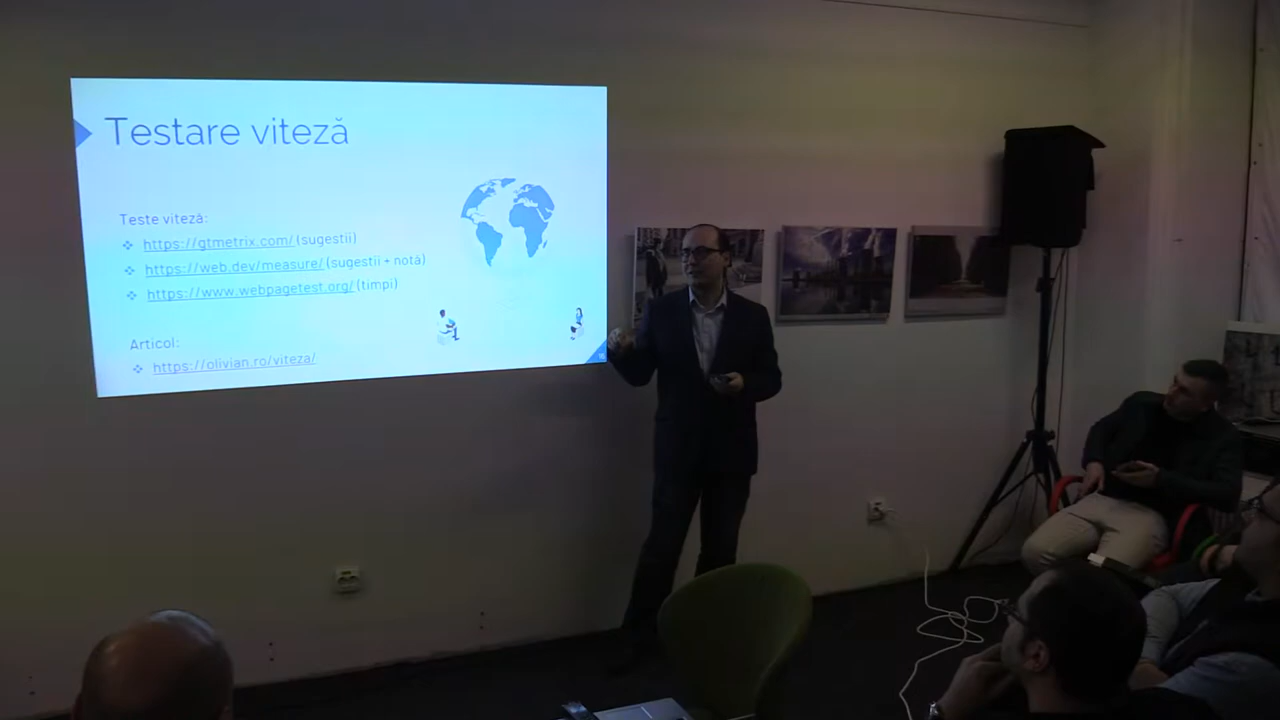 Testare viteză
Teste viteză:
https://gtmetrix.com/ (sugestii)
https://web.dev/measure/ (sugestii + notă)
https://www.webpagetest.org/ (timpi)
Articol:
https://olivian.ro/viteza/